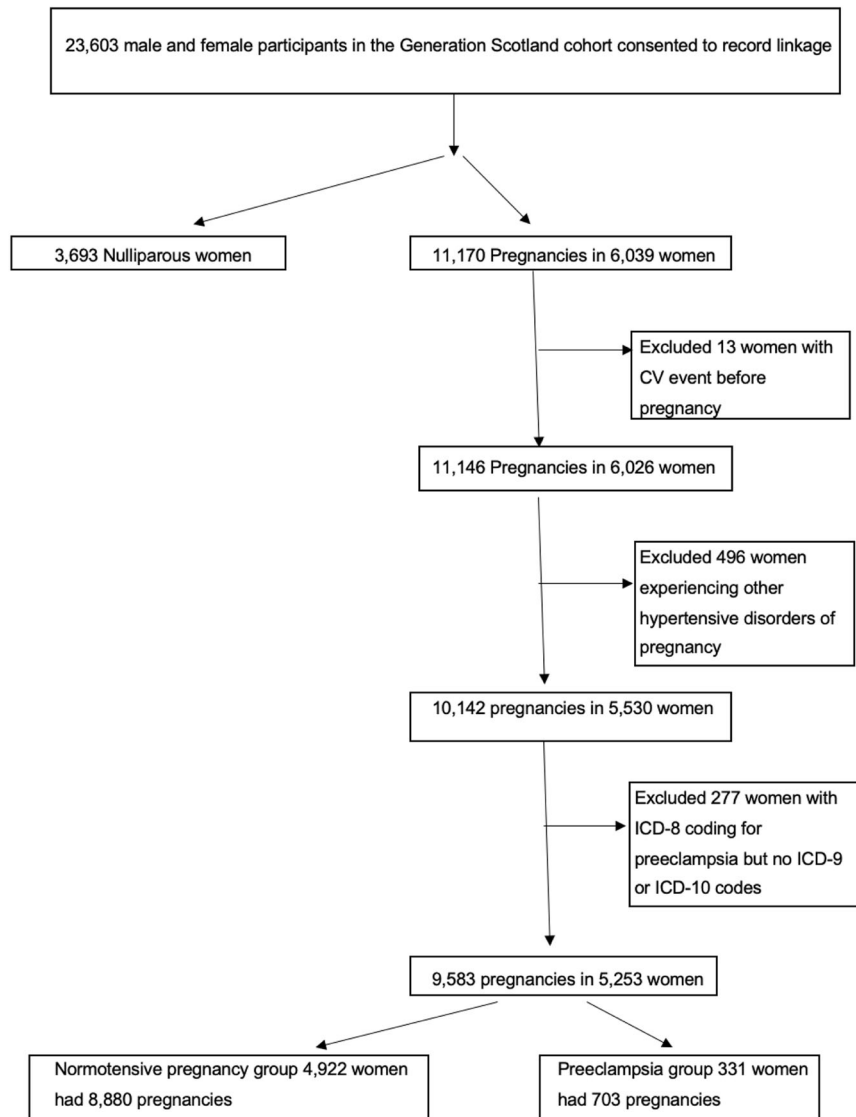 23,603 male and female participants in the Generation Scotland cohort consented to record linkage
3,693 Nulliparous women
11,170 Pregnancies in 6,039 women
Excluded 13 women with
CV event before
pregnancy
11,146 Pregnancies in 6,026 women
Excluded 496 women
experiencing other
hypertensive disorders of
pregnancy
10,142 pregnancies in 5,530 women
Excluded 277 women with
ICD-8 coding for
preeclampsia but no ICD-9
or ICD-10 codes
9,583 pregnancies in 5,253 women
Normotensive pregnancy group 4,922 women
had 8,880 pregnancies
Preeclampsia group 331 women
had 703 pregnancies